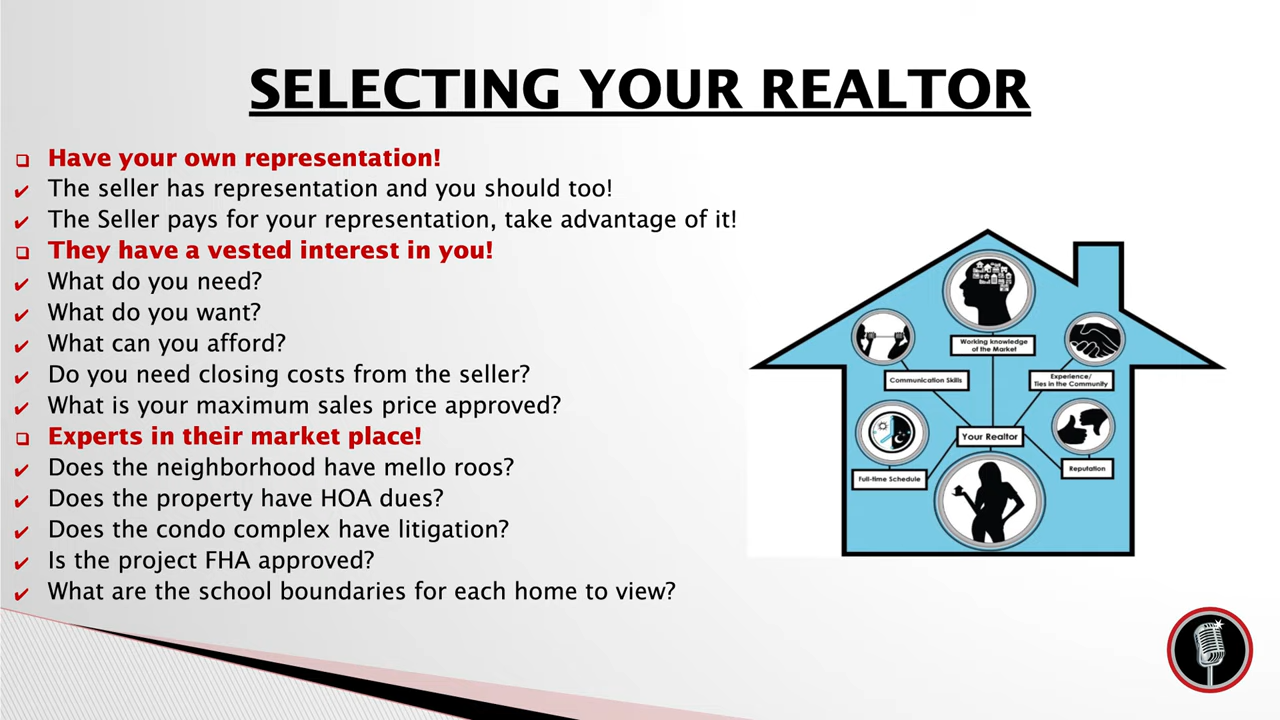 SELECTING YOUR REALTOR
Have your own representation!
The seller has representation and you should too!
The Seller pays for your representation, take advantage of it!
They have a vested interest in you!
What do you need?
What do you want?
What can you afford?
Do you need closing costs from the seller?
What is your maximum sales price approved?
Experts in their market place!
Does the neighborhood have mello roos?
Does the property have HOA dues?
Does the condo complex have litigation?
Is the project FHA approved?
What are the school boundaries for each home to view?
Working knowledge
of the Market
Communication Skills
Experience/
Ties in the Community
Your Realtor
Full-time Schedule
Reputation